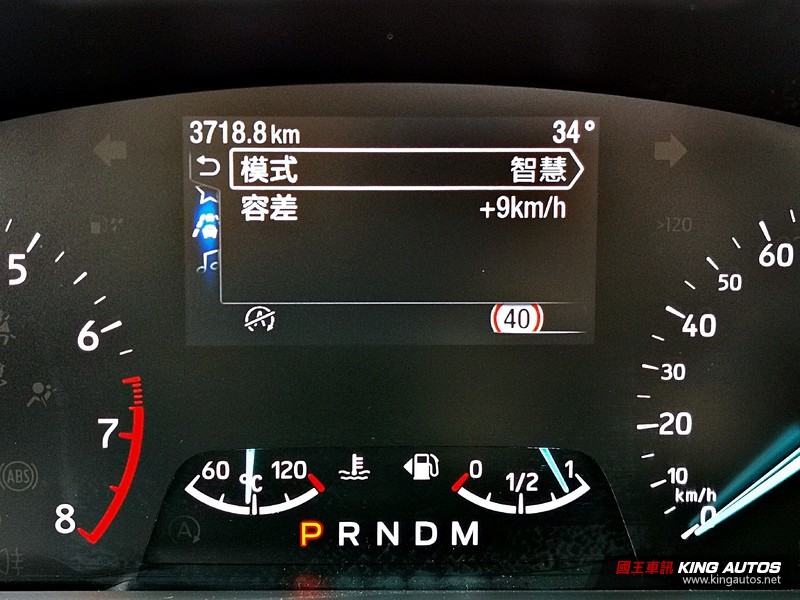 3718.8 km 34°
模式 智慧
容差 +9km/h
>120
40
5
6
7
8
60
50
40
30
20
10
km/h
0
60 °C 120
0 1/2 1
ABS
A
P R N D M
國王車訊 KING AUTOS
www.kingautos.net